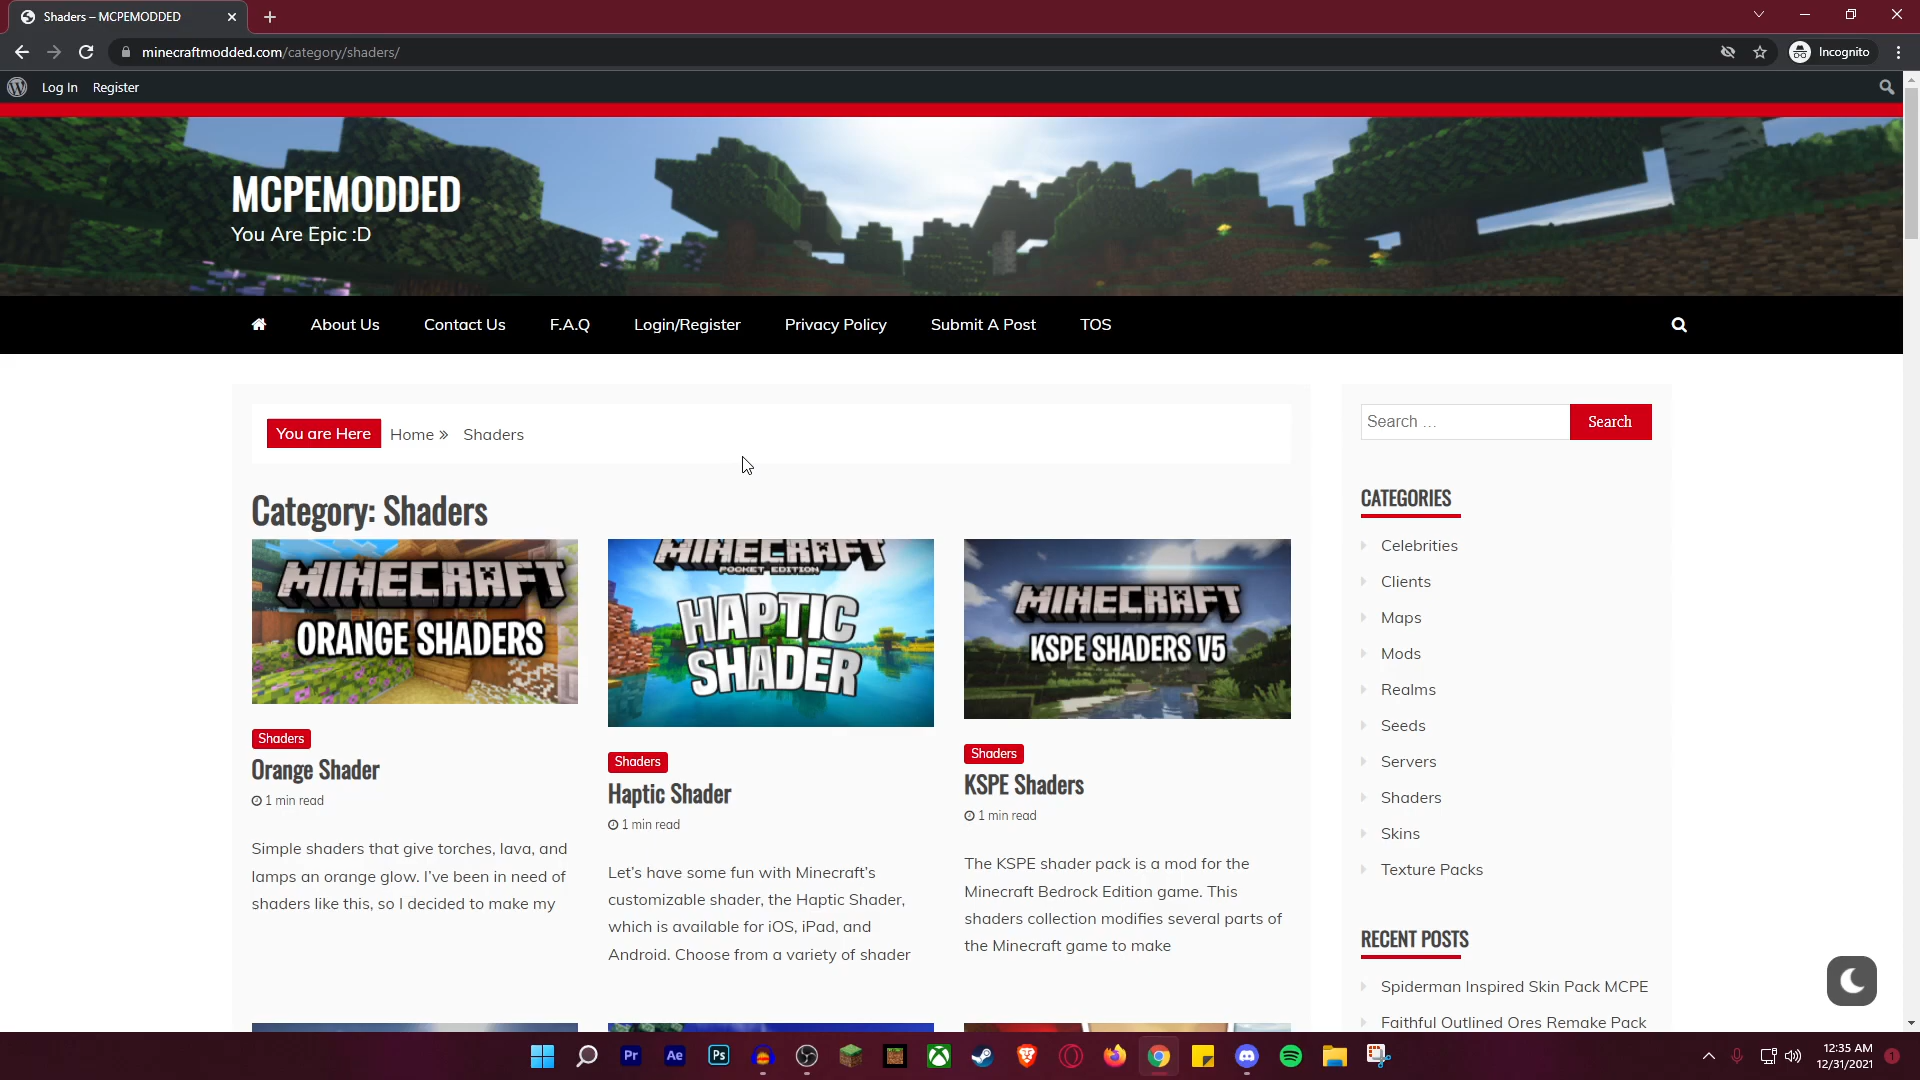 Shaders – MCPEMODDED
minecraftmodded.com/category/shaders/
Incognito
Log In Register
MCPEMODDED
You Are Epic :D
About Us Contact Us F.A.Q Login/Register Privacy Policy Submit A Post TOS
You are Here Home » Shaders
Category: Shaders
MINECRAFT
ORANGE SHADERS
Shaders
Orange Shader
1 min read
Simple shaders that give torches, lava, and
lamps an orange glow. I've been in need of
shaders like this, so I decided to make my
MINECRAFT
POCKET EDITION
HAPTIC
SHADER
Shaders
Haptic Shader
1 min read
Let's have some fun with Minecraft's
customizable shader, the Haptic Shader,
which is available for iOS, iPad, and
Android. Choose from a variety of shader
MINECRAFT
KSPE SHADERS V5
Shaders
KSPE Shaders
1 min read
The KSPE shader pack is a mod for the
Minecraft Bedrock Edition game. This
shaders collection modifies several parts of
the Minecraft game to make
Search …
Search
CATEGORIES
Celebrities
Clients
Maps
Mods
Realms
Seeds
Servers
Shaders
Skins
Texture Packs
RECENT POSTS
Spiderman Inspired Skin Pack MCPE
Faithful Outlined Ores Remake Pack
Pr Ae Ps
12:35 AM
12/31/2021
1